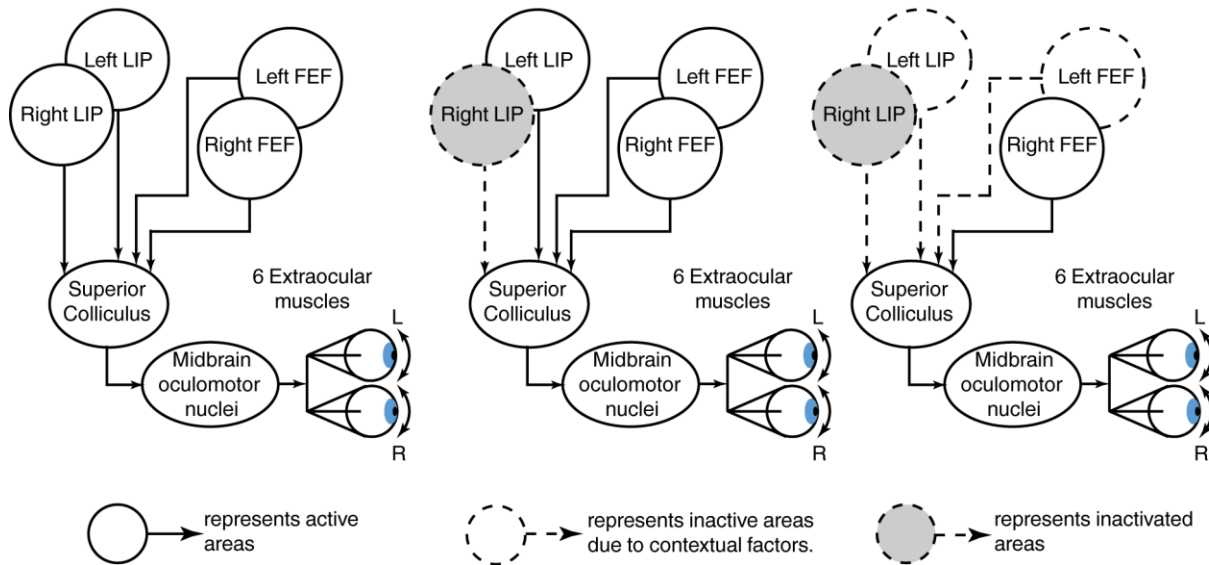 Left LIP
Right LIP
Left FEF
Right FEF
Superior
Colliculus
6 Extraocular
muscles
Midbrain
oculomotor
nuclei
L
R
Left LIP
Right LIP
Left FEF
Right FEF
Superior
Colliculus
6 Extraocular
muscles
Midbrain
oculomotor
nuclei
L
R
Left LIP
Right LIP
Left FEF
Right FEF
Superior
Colliculus
6 Extraocular
muscles
Midbrain
oculomotor
nuclei
L
R
represents active
areas
represents inactive areas
due to contextual factors.
represents inactivated
areas